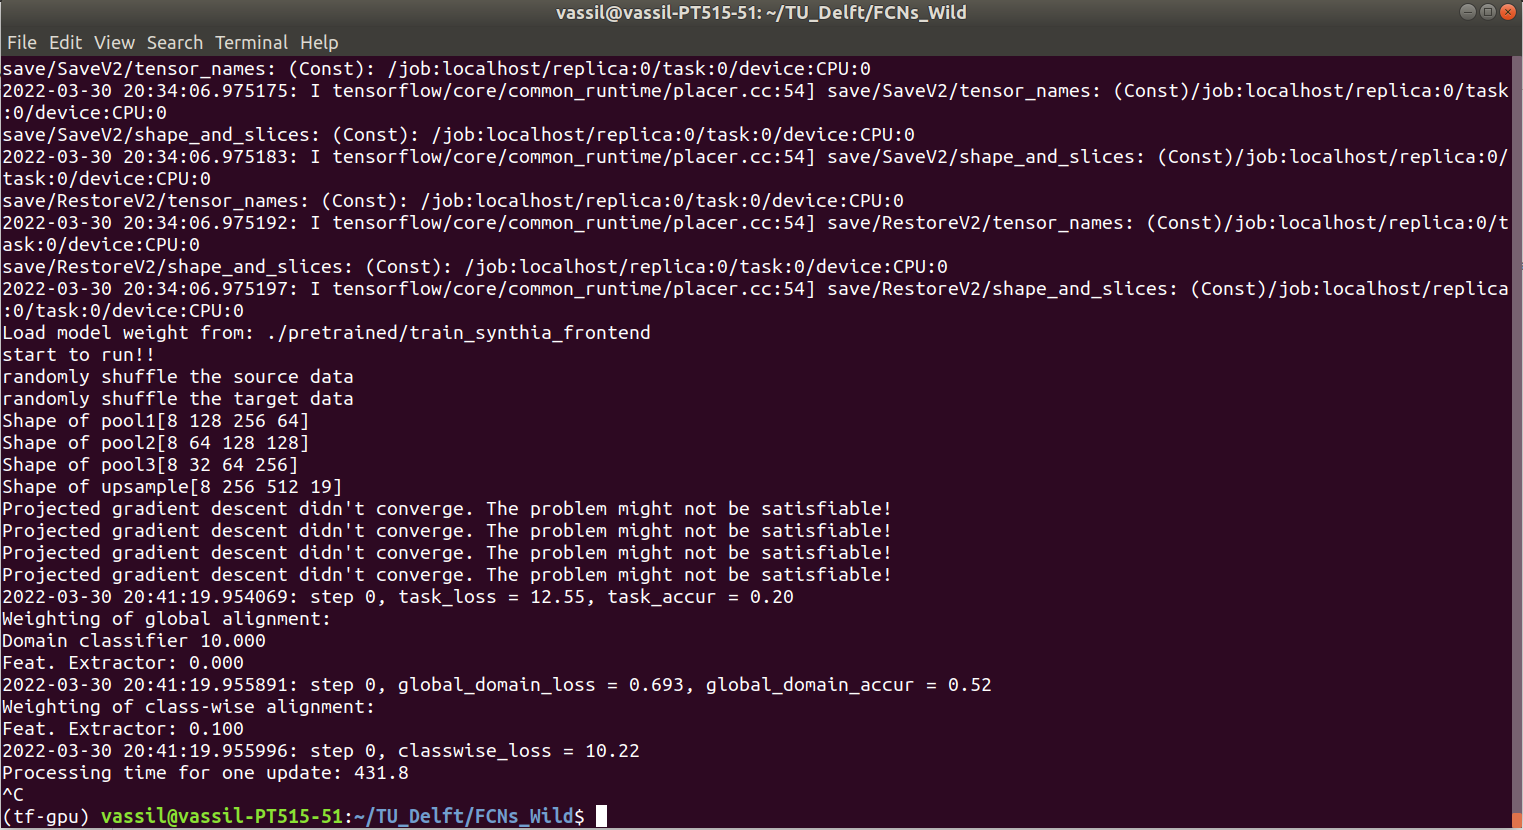 vassil@vassil-PT515-51: ~/TU_Delft/FCNs_Wild
File Edit View Search Terminal Help
save/SaveV2/tensor_names: (Const): /job:localhost/replica:0/task:0/device:CPU:0
2022-03-30 20:34:06.975175: I tensorflow/core/common_runtime/placer.cc:54] save/SaveV2/tensor_names: (Const)/job:localhost/replica:0/task
:0/device:CPU:0
save/SaveV2/shape_and_slices: (Const): /job:localhost/replica:0/task:0/device:CPU:0
2022-03-30 20:34:06.975183: I tensorflow/core/common_runtime/placer.cc:54] save/SaveV2/shape_and_slices: (Const)/job:localhost/replica:0/
task:0/device:CPU:0
save/RestoreV2/tensor_names: (Const): /job:localhost/replica:0/task:0/device:CPU:0
2022-03-30 20:34:06.975192: I tensorflow/core/common_runtime/placer.cc:54] save/RestoreV2/tensor_names: (Const)/job:localhost/replica:0/t
ask:0/device:CPU:0
save/RestoreV2/shape_and_slices: (Const): /job:localhost/replica:0/task:0/device:CPU:0
2022-03-30 20:34:06.975197: I tensorflow/core/common_runtime/placer.cc:54] save/RestoreV2/shape_and_slices: (Const)/job:localhost/replica
:0/task:0/device:CPU:0
Load model weight from: ./pretrained/train_synthia_frontend
start to run!!
randomly shuffle the source data
randomly shuffle the target data
Shape of pool1[8 128 256 64]
Shape of pool2[8 64 128 128]
Shape of pool3[8 32 64 256]
Shape of upsample[8 256 512 19]
Projected gradient descent didn't converge. The problem might not be satisfiable!
Projected gradient descent didn't converge. The problem might not be satisfiable!
Projected gradient descent didn't converge. The problem might not be satisfiable!
Projected gradient descent didn't converge. The problem might not be satisfiable!
2022-03-30 20:41:19.954069: step 0, task_loss = 12.55, task_accur = 0.20
Weighting of global alignment:
Domain classifier 10.000
Feat. Extractor: 0.000
2022-03-30 20:41:19.955891: step 0, global_domain_loss = 0.693, global_domain_accur = 0.52
Weighting of class-wise alignment:
Feat. Extractor: 0.100
2022-03-30 20:41:19.955996: step 0, classwise_loss = 10.22
Processing time for one update: 431.8
^C
(tf-gpu) vassil@vassil-PT515-51:~/TU_Delft/FCNs_Wild$